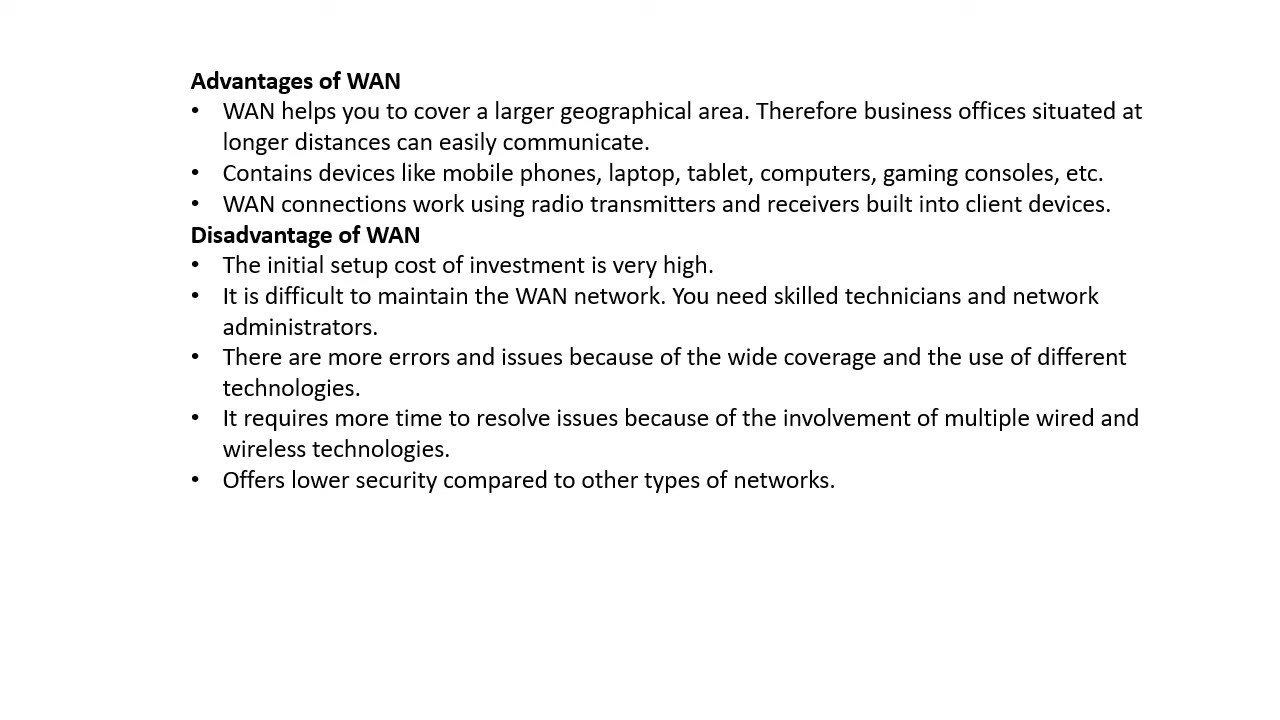 Advantages of WAN
• WAN helps you to cover a larger geographical area. Therefore business offices situated at
longer distances can easily communicate.
• Contains devices like mobile phones, laptop, tablet, computers, gaming consoles, etc.
• WAN connections work using radio transmitters and receivers built into client devices.
Disadvantage of WAN
• The initial setup cost of investment is very high.
• It is difficult to maintain the WAN network. You need skilled technicians and network
administrators.
• There are more errors and issues because of the wide coverage and the use of different
technologies.
• It requires more time to resolve issues because of the involvement of multiple wired and
wireless technologies.
• Offers lower security compared to other types of networks.